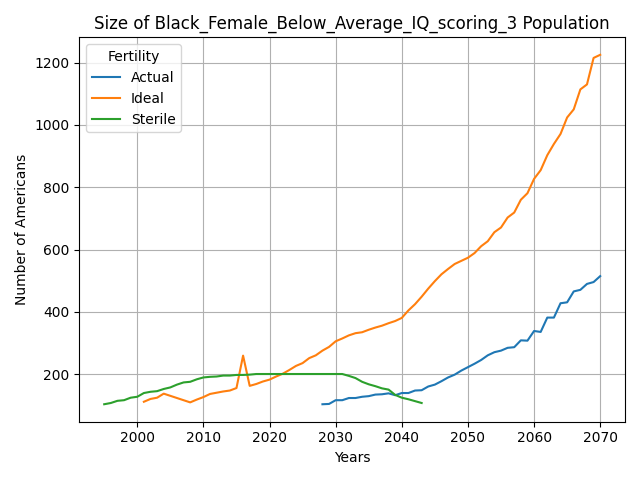 Size of Black_Female_Below_Average_IQ_scoring_3 Population
Fertility
Actual
Ideal
Sterile
Number of Americans
1200
1000
800
600
400
200
2000 2010 2020 2030 2040 2050 2060 2070
Years